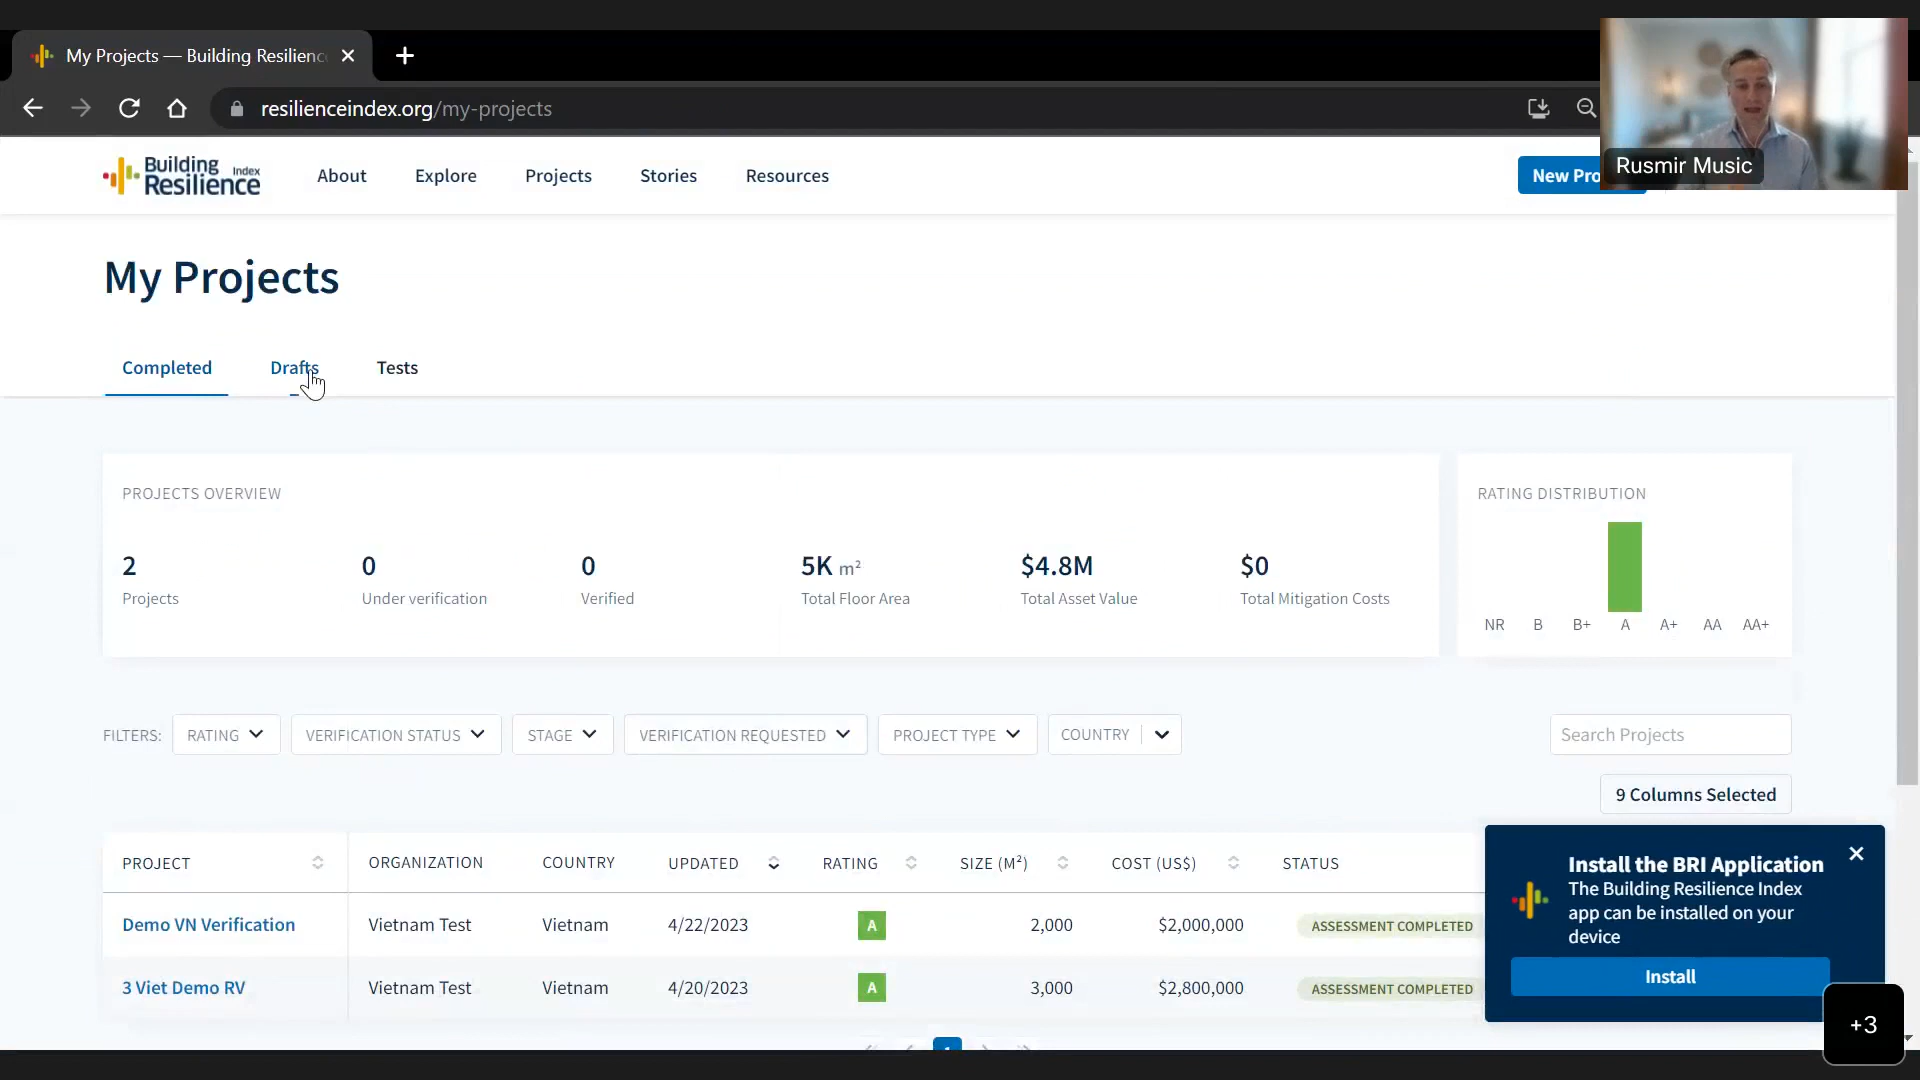 My Projects — Building Resilienc
resilienceindex.org/my-projects
Rusmir Music
Building Resilience Index
About
Explore
Projects
Stories
Resources
New Pro
My Projects
Completed
Drafts
Tests
PROJECTS OVERVIEW
2
Projects
0
Under verification
0
Verified
5K m²
Total Floor Area
$4.8M
Total Asset Value
$0
Total Mitigation Costs
RATING DISTRIBUTION
NR B B+ A A+ AA AA+
FILTERS:
RATING
VERIFICATION STATUS
STAGE
VERIFICATION REQUESTED
PROJECT TYPE
COUNTRY
Search Projects
9 Columns Selected
PROJECT ORGANIZATION COUNTRY UPDATED RATING SIZE (M²) COST (US$) STATUS
Demo VN Verification Vietnam Test Vietnam 4/22/2023 A 2,000 $2,000,000 ASSESSMENT COMPLETED
3 Viet Demo RV Vietnam Test Vietnam 4/20/2023 A 3,000 $2,800,000 ASSESSMENT COMPLETED
Install the BRI Application
The Building Resilience Index
app can be installed on your
device
Install
+3